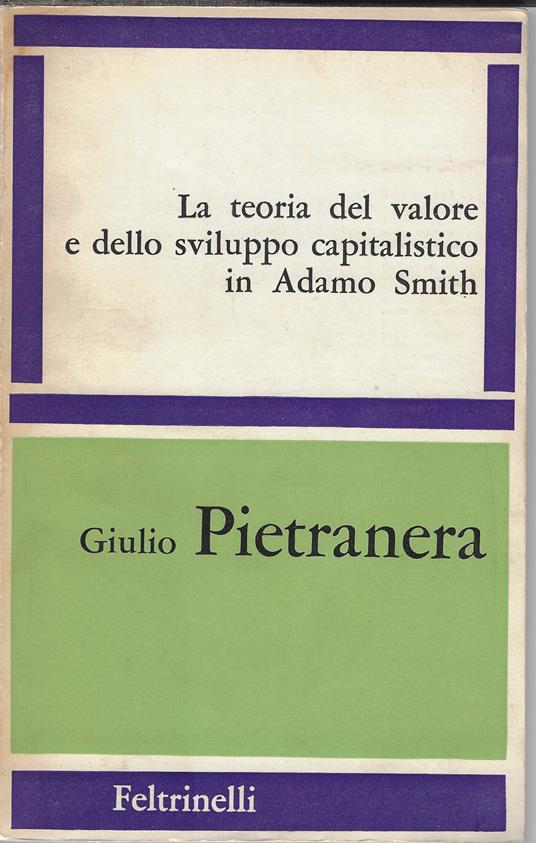 La teoria del valore
e dello sviluppo capitalistico
in Adamo Smith
Giulio Pietranera
Feltrinelli